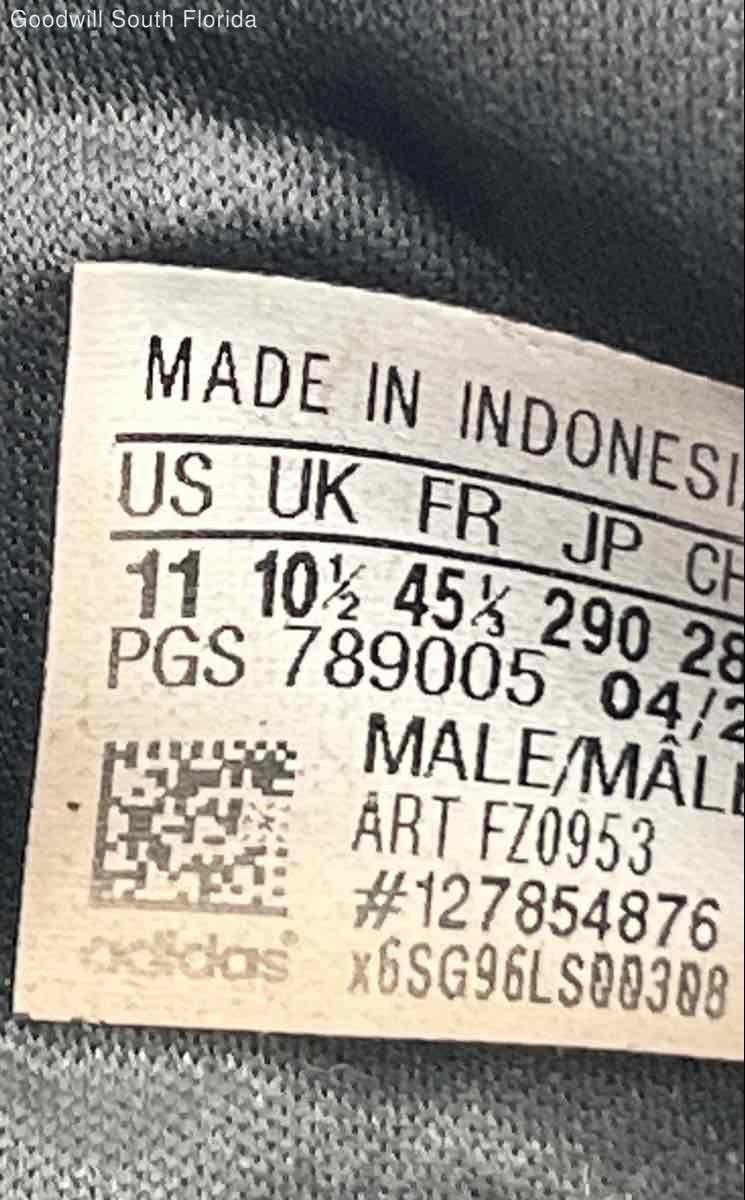 Goodwill South Florida
MADE IN INDONESI
US UK FR JP CH
11 10½ 45⅓ 290 28
PGS 789005 04/2
MALE/MÂL
ART FZ0953
#127854876
adidas
x6SG96LS00308